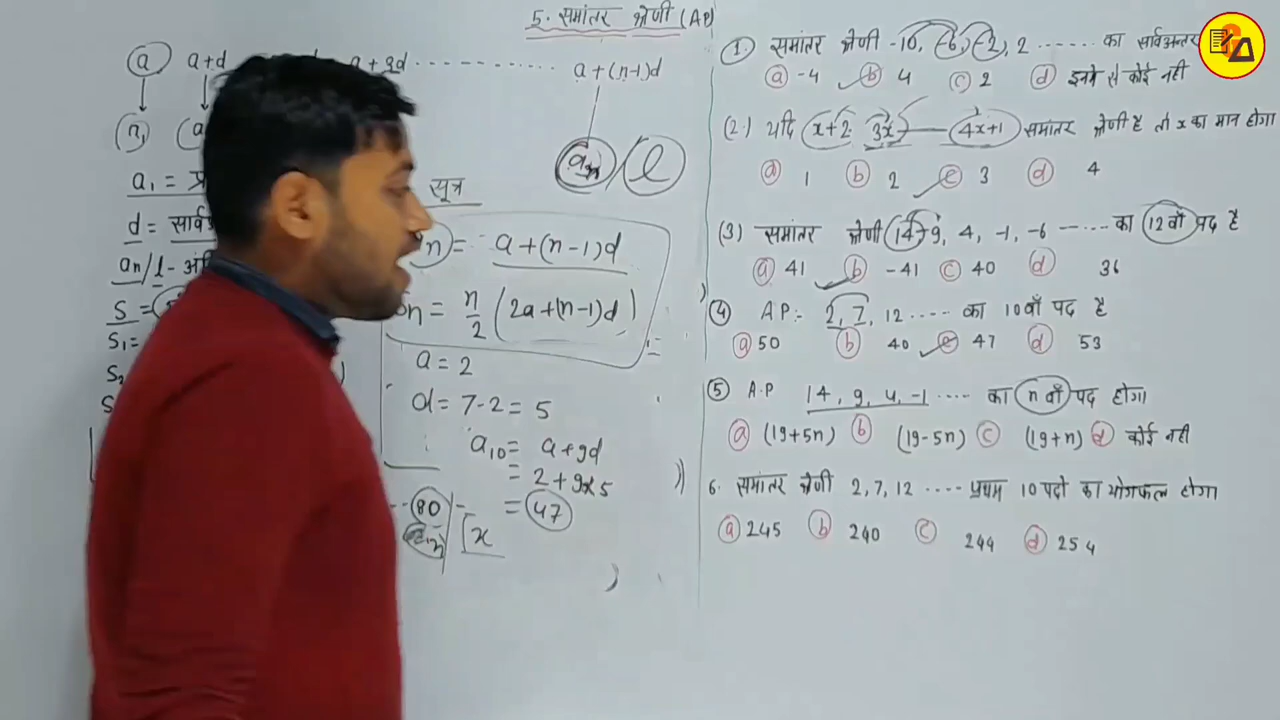 5. समांतर श्रेणी (AP)
a a+d a+9d ............ a+(n-1)d
an / l
सूत्र
d = सार्वअ
an/l - अं
n = a+(n-1)d
Sn = n/2 (2a+(n-1)d)
S1 =
a = 2
d = 7-2 = 5
a10 = a+9d
= 2+9x5
= 47
80
x
(1) समांतर श्रेणी -10, -6, -2, 2 ...... का सार्वअन्तर
(a) -4 (b) 4 (c) 2 (d) इनमे से कोई नही
(2) यदि x+2 3x 4x+1 समांतर श्रेणी है तो x का मान होगा
(a) 1 (b) 2 (c) 3 (d) 4
(3) समांतर श्रेणी 14, 9, 4, -1, -6 ...... का 12वाँ पद है
(a) 41 (b) -41 (c) 40 (d) 36
(4) AP:- 2, 7, 12 ..... का 10वाँ पद है
(a) 50 (b) 40 (c) 47 (d) 53
(5) A.P 14, 9, 4, -1 .... का n वाँ पद होगा
(a) (19+5n) (b) (19-5n) (c) (19+n) (d) कोई नही
6. समांतर श्रेणी 2, 7, 12 ..... प्रथम 10 पदो का योगफल होगा
(a) 245 (b) 240 (c) 244 (d) 254